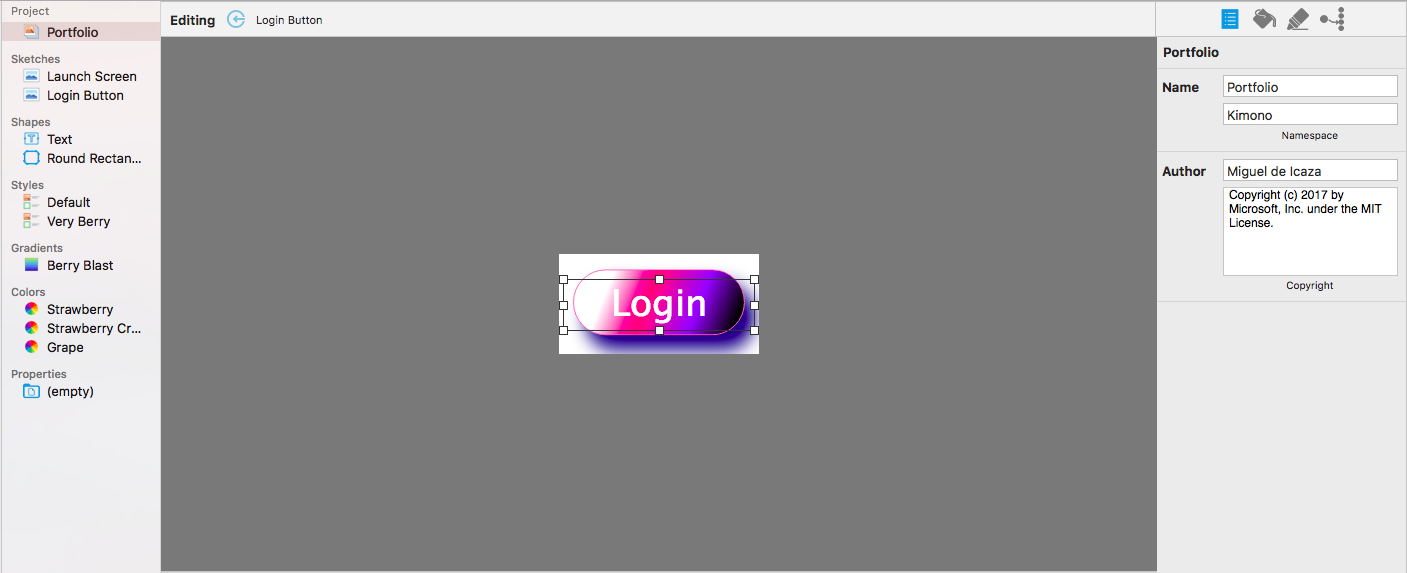 Project
Portfolio
Sketches
Launch Screen
Login Button
Shapes
Text
Round Rectan...
Styles
Default
Very Berry
Gradients
Berry Blast
Colors
Strawberry
Strawberry Cr...
Grape
Properties
(empty)
Editing Login Button
Login
Portfolio
Name Portfolio
Kimono
Namespace
Author Miguel de Icaza
Copyright (c) 2017 by
Microsoft, Inc. under the MIT
License.
Copyright